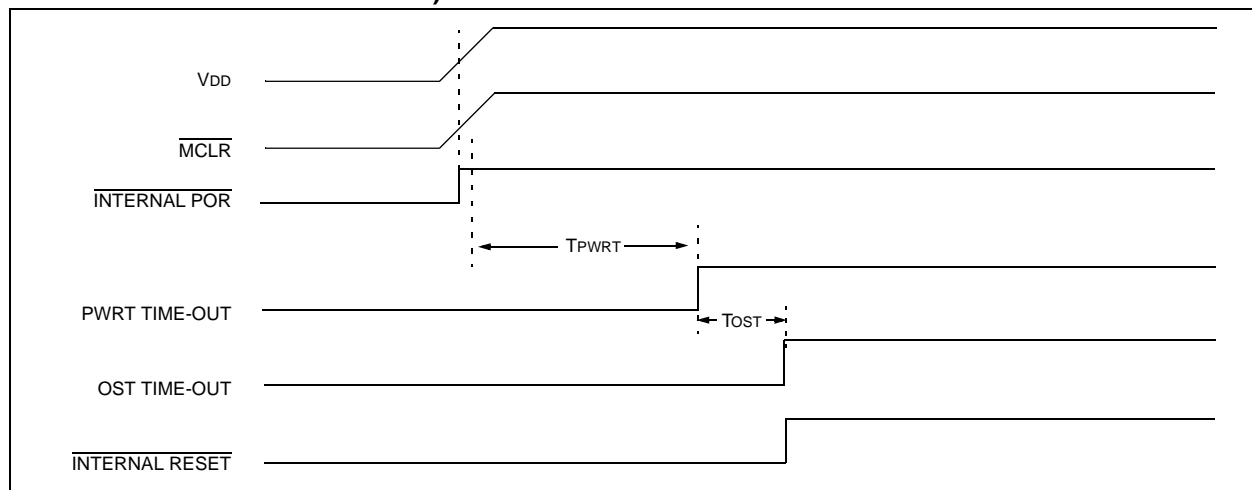 VDD
MCLR
INTERNAL POR
TPWRT
PWRT TIME-OUT
TOST
OST TIME-OUT
INTERNAL RESET